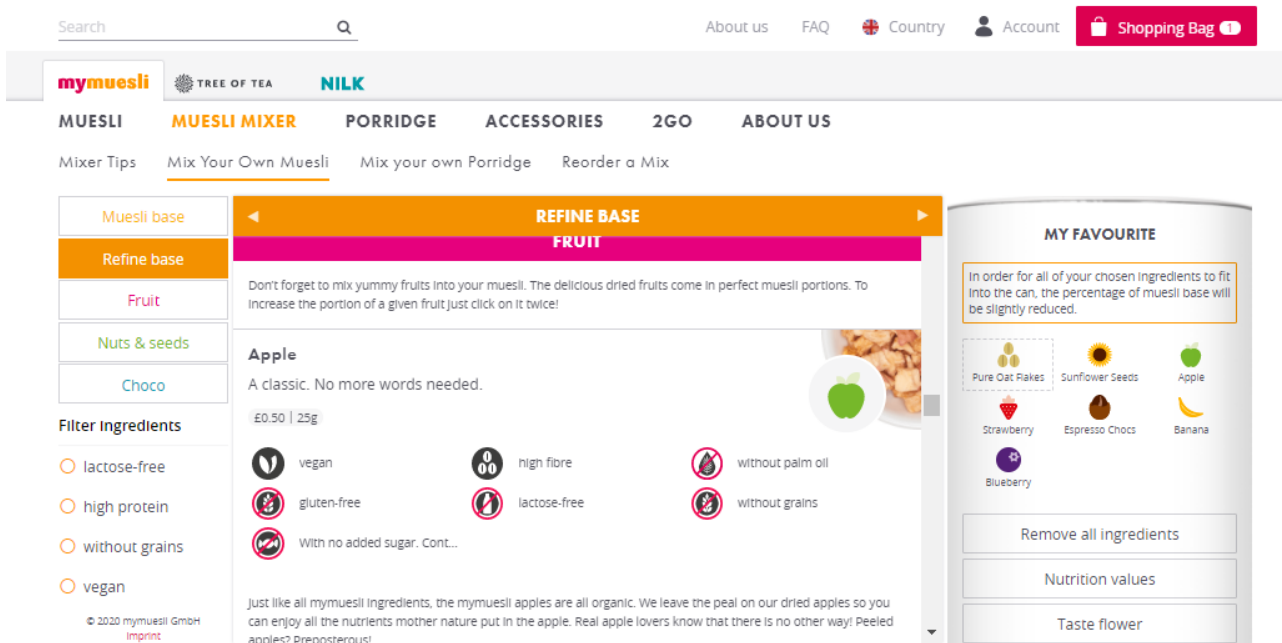 Search
About us FAQ Country Account Shopping Bag 1
mymuesli TREE OF TEA NILK
MUESLI MUESLI MIXER PORRIDGE ACCESSORIES 2GO ABOUT US
Mixer Tips Mix Your Own Muesli Mix your own Porridge Reorder a Mix
Muesli base
Refine base
Fruit
Nuts & seeds
Choco
Filter Ingredients
lactose-free
high protein
without grains
vegan
© 2020 mymuesli GmbH
Imprint
REFINE BASE
FRUIT
Don't forget to mix yummy fruits into your muesli. The delicious dried fruits come in perfect muesli portions. To
increase the portion of a given fruit just click on it twice!
Apple
A classic. No more words needed.
£0.50 | 25g
vegan high fibre without palm oil
gluten-free lactose-free without grains
With no added sugar. Cont...
Just like all mymuesli ingredients, the mymuesli apples are all organic. We leave the peal on our dried apples so you
can enjoy all the nutrients mother nature put in the apple. Real apple lovers know that there is no other way! Peeled
apples? Preposterous!
MY FAVOURITE
In order for all of your chosen ingredients to fit
into the can, the percentage of muesli base will
be slightly reduced.
Pure Oat Flakes Sunflower Seeds Apple
Strawberry Espresso Chocs Banana
Blueberry
Remove all ingredients
Nutrition values
Taste flower